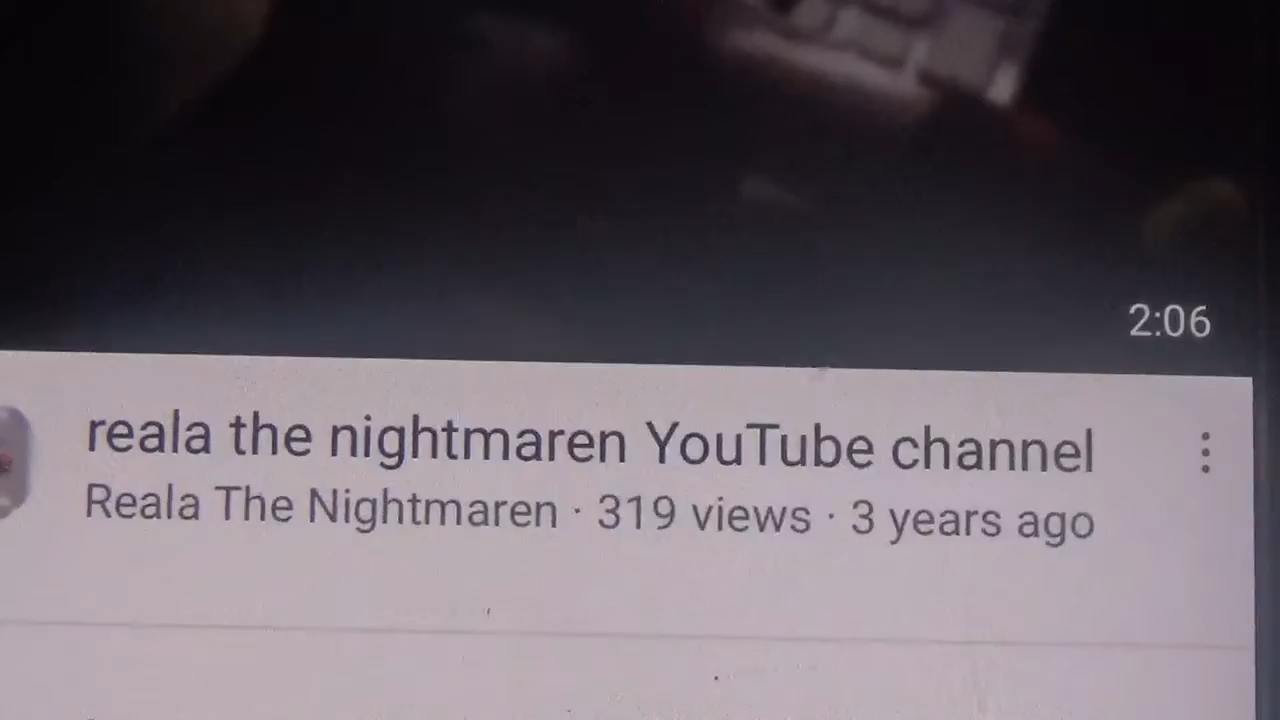 2:06
reala the nightmaren YouTube channel
Reala The Nightmaren · 319 views · 3 years ago